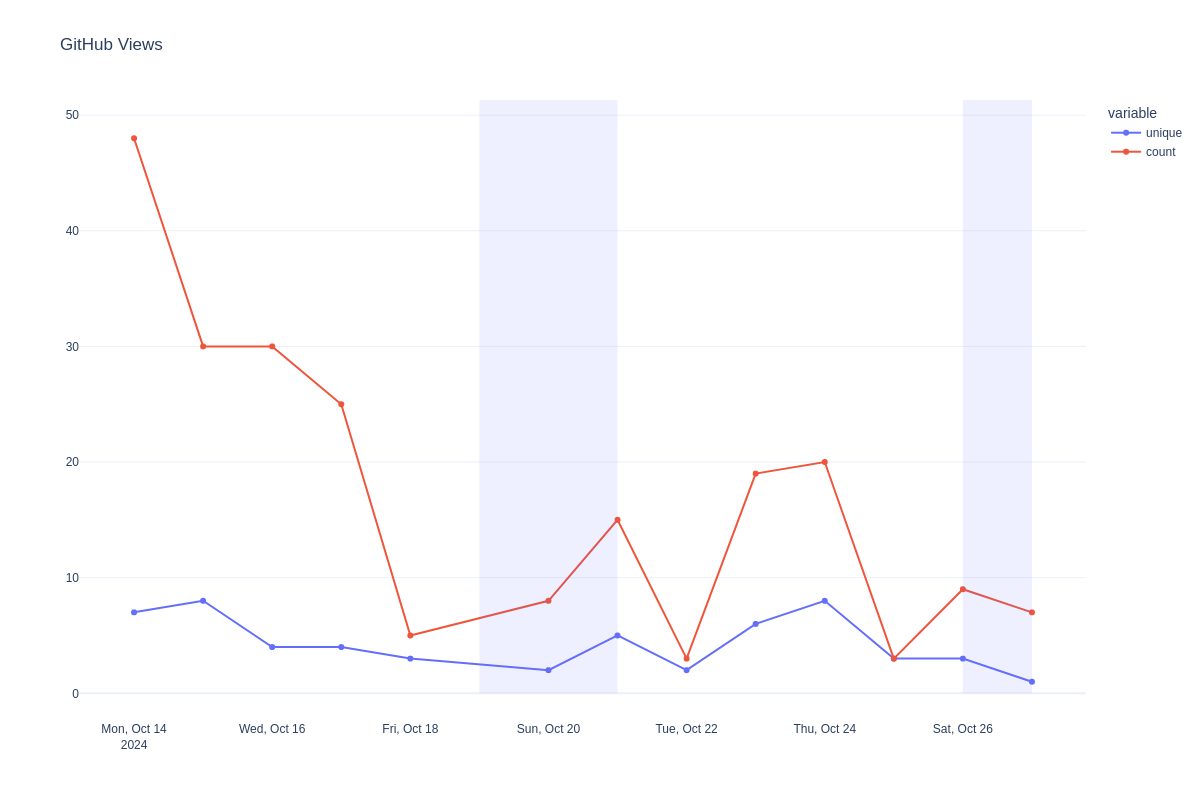 GitHub Views
variable
unique
count
50
40
30
20
10
0
Mon, Oct 14
2024
Wed, Oct 16
Fri, Oct 18
Sun, Oct 20
Tue, Oct 22
Thu, Oct 24
Sat, Oct 26